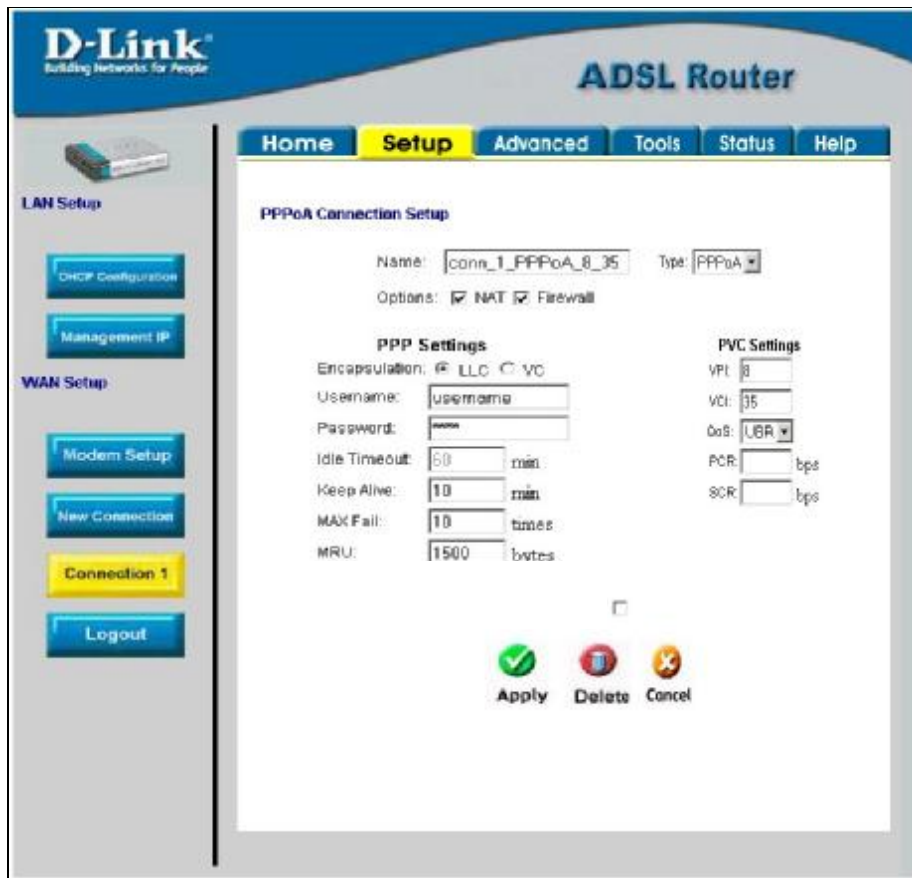 D-Link
Building Networks for People
ADSL Router
Home Setup Advanced Tools Status Help
LAN Setup
DHCP Configuration
Management IP
WAN Setup
Modem Setup
New Connection
Connection 1
Logout
PPPoA Connection Setup
Name: conn_1_PPPoA_8_35 Type: PPPoA
Options: NAT Firewall
PPP Settings
Encapsulation: LLC VC
Username: username
Password: ****
Idle Timeout: 60 min
Keep Alive: 10 min
MAX Fail: 10 times
MRU: 1500 bytes
PVC Settings
VPI: 8
VCI: 35
QoS: UBR
PCR: bps
SCR: bps
Apply Delete Cancel